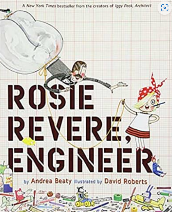 A New York Times bestseller from the creators of Iggy Peck, Architect
ROSIE
REVERE,
ENGINEER
by Andrea Beaty illustrated by David Roberts